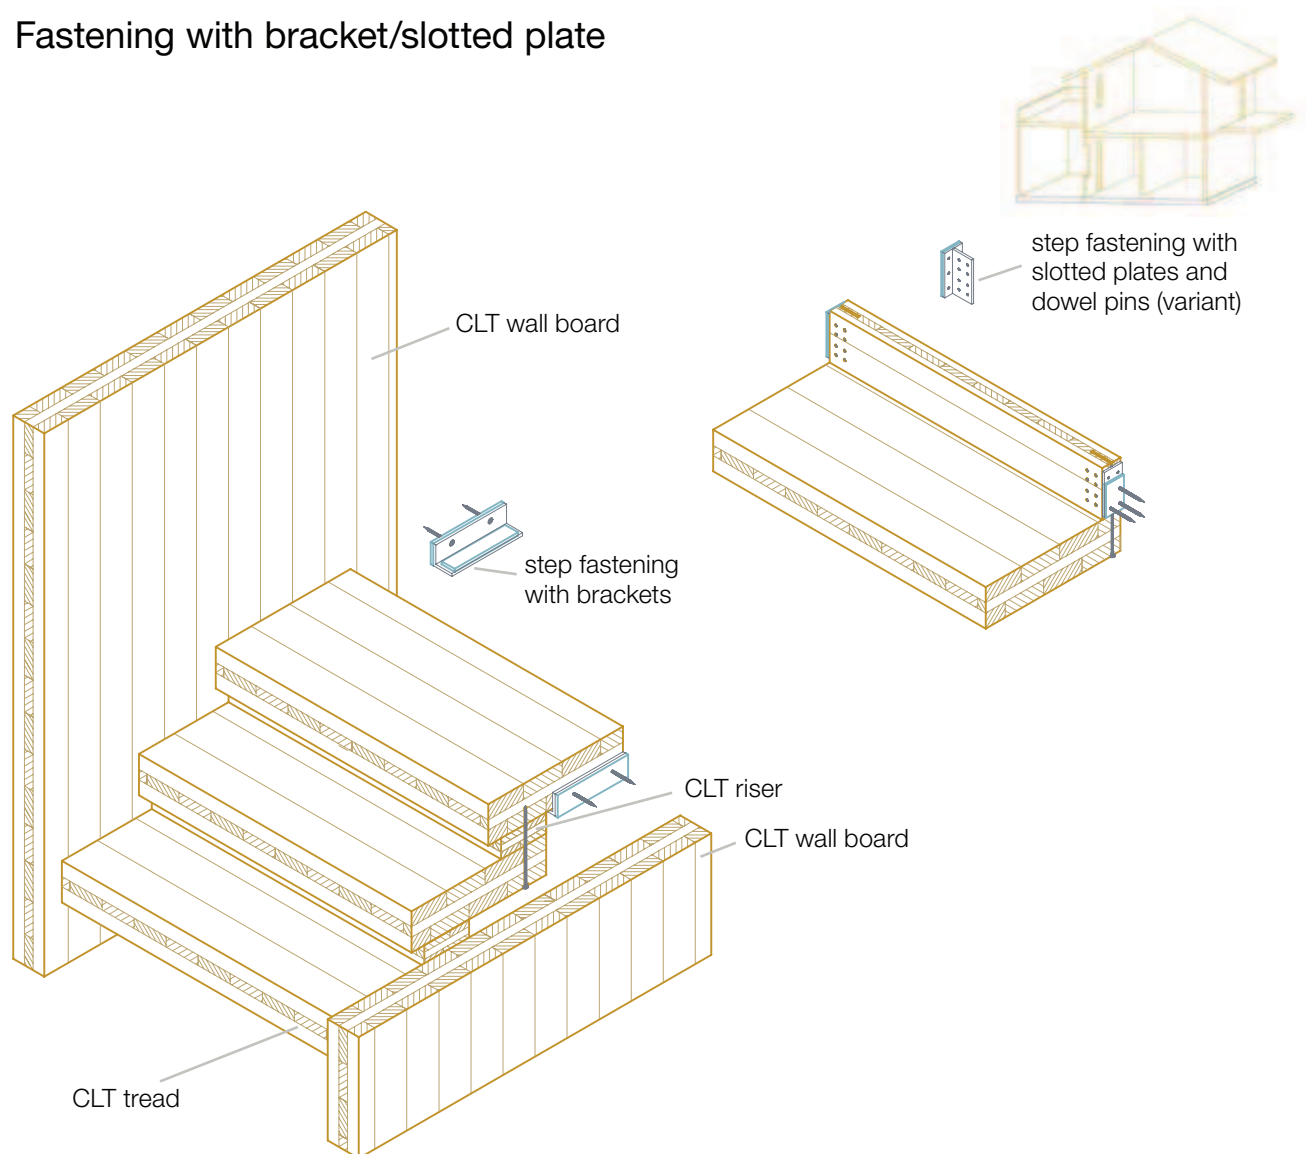 Fastening with bracket/slotted plate
step fastening with
slotted plates and
dowel pins (variant)
CLT wall board
step fastening
with brackets
CLT riser
CLT wall board
CLT tread